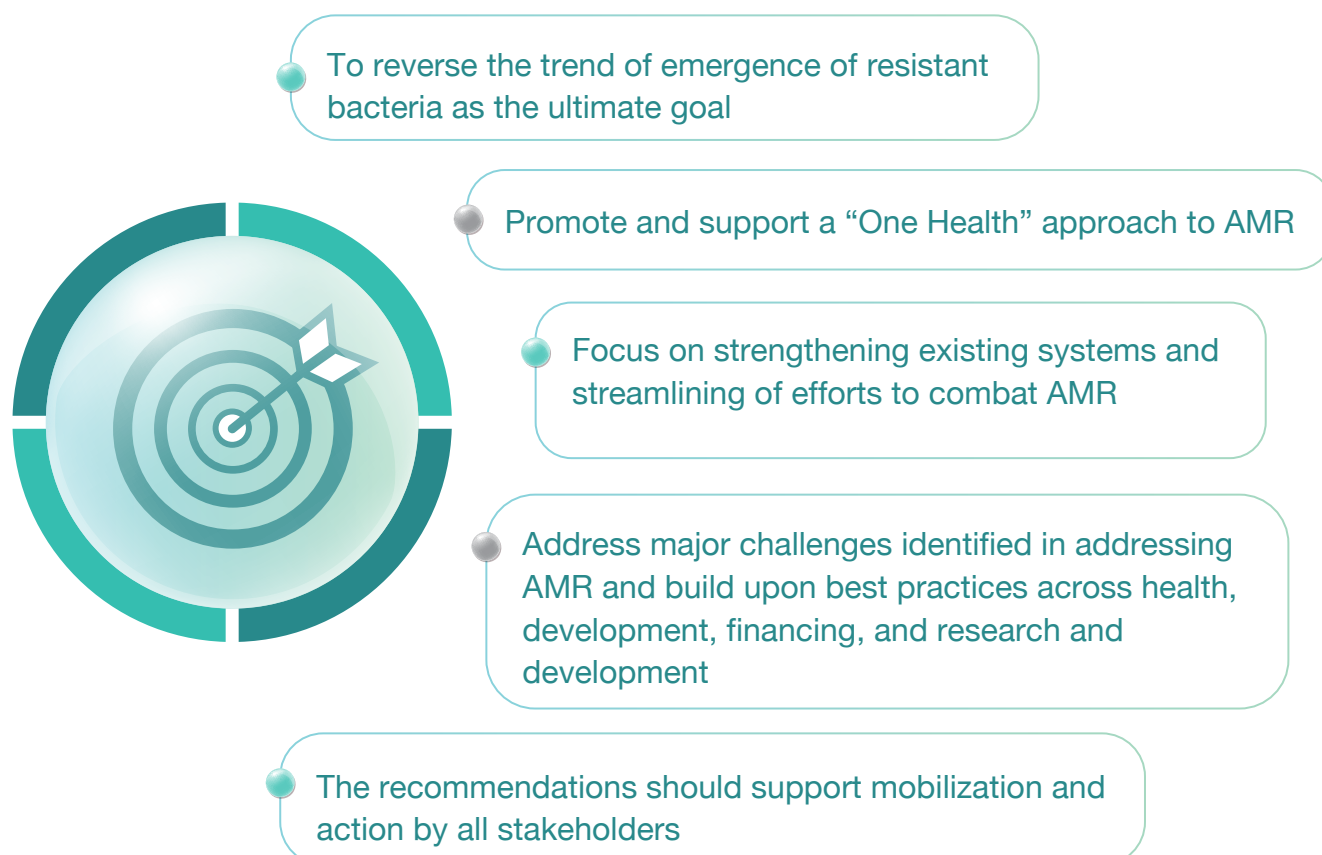 To reverse the trend of emergence of resistant
bacteria as the ultimate goal
Promote and support a “One Health” approach to AMR
Focus on strengthening existing systems and
streamlining of efforts to combat AMR
Address major challenges identified in addressing
AMR and build upon best practices across health,
development, financing, and research and
development
The recommendations should support mobilization and
action by all stakeholders